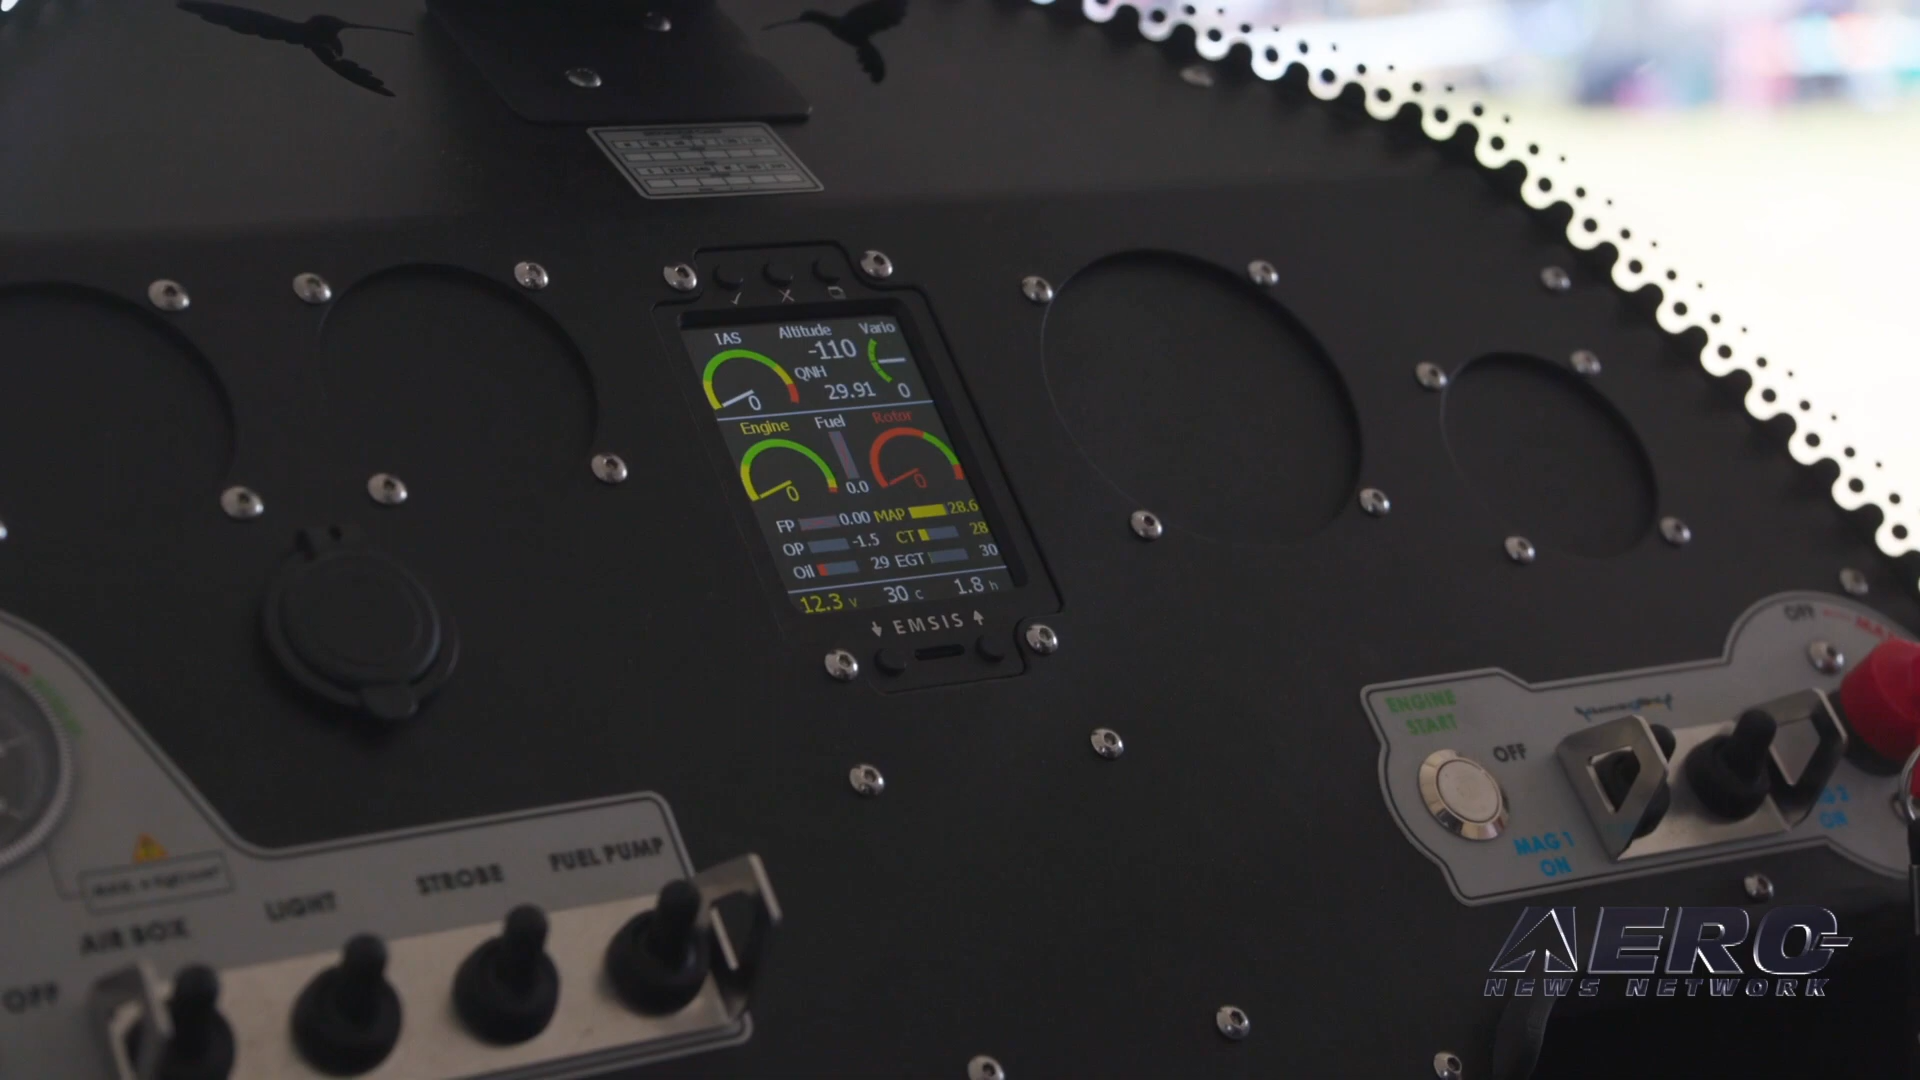 IAS Altitude Vario
-110
QNH
29.91
0 0
Engine Fuel Rotor
0 0.0 0
FP 0.00 MAP 28.6
OP -1.5 CT 28
Oil 29 EGT 30
12.3 V 30 C 1.8 h
EMSIS
OFF
ENGINE
START
OFF
MAG 1
ON
ON
FUEL PUMP
STROBE
LIGHT
AIR BOX
OFF
AERO
NEWS NETWORK